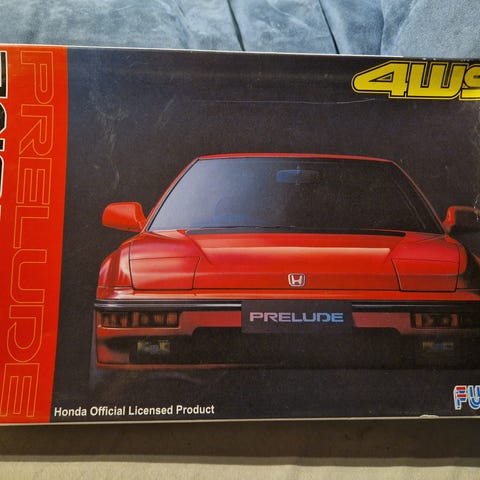 PRELUDE
4WS
PRELUDE
Honda Official Licensed Product
FU